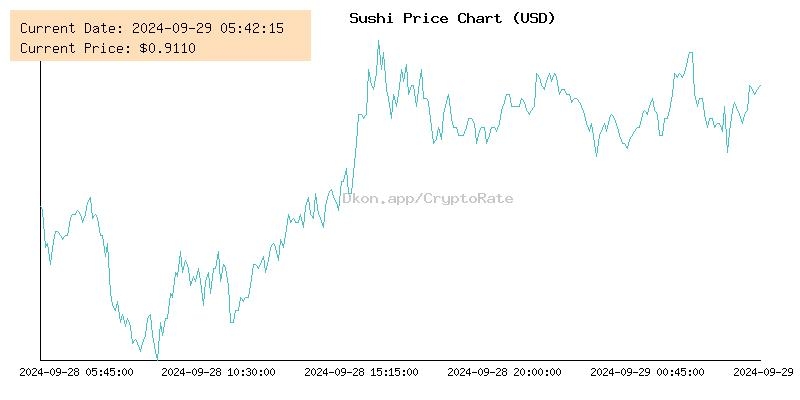 Sushi Price Chart (USD)
Current Date: 2024-09-29 05:42:15
Current Price: $0.9110
Dkon.app/CryptoRate
2024-09-28 05:45:00 2024-09-28 10:30:00 2024-09-28 15:15:00 2024-09-28 20:00:00 2024-09-29 00:45:00 2024-09-29